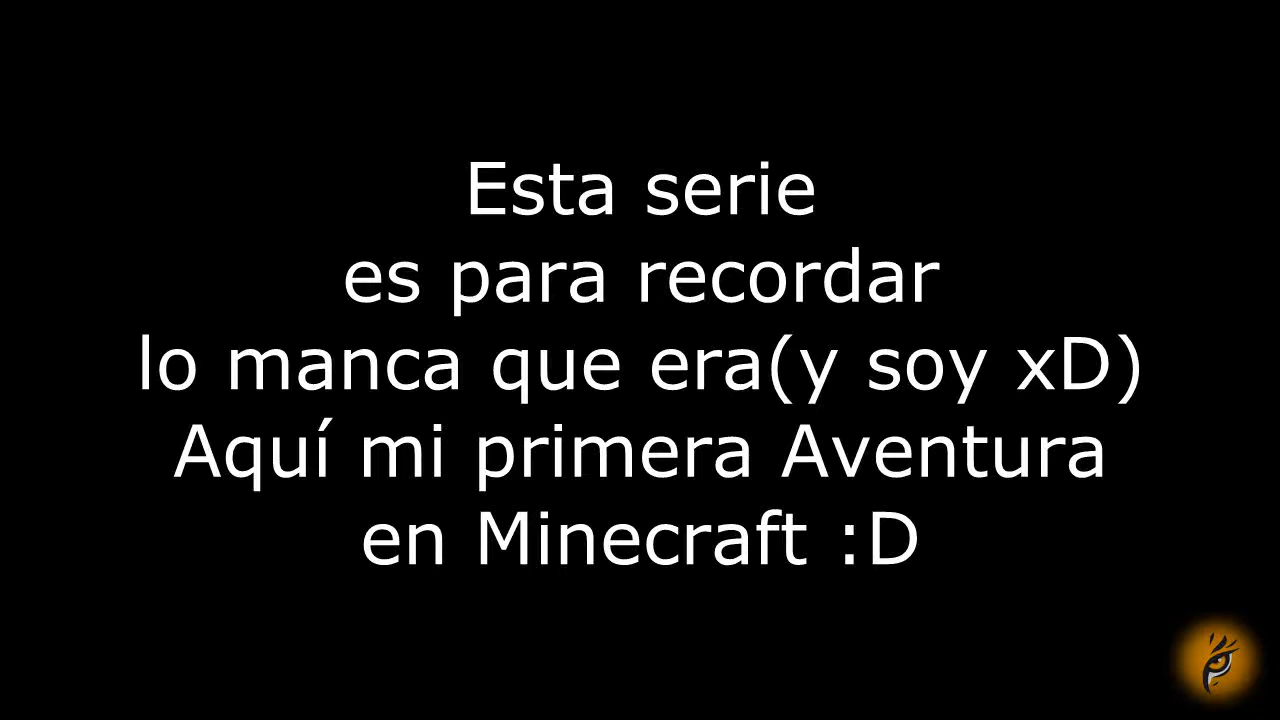 Esta serie
es para recordar
lo manca que era(y soy xD)
Aquí mi primera Aventura
en Minecraft :D